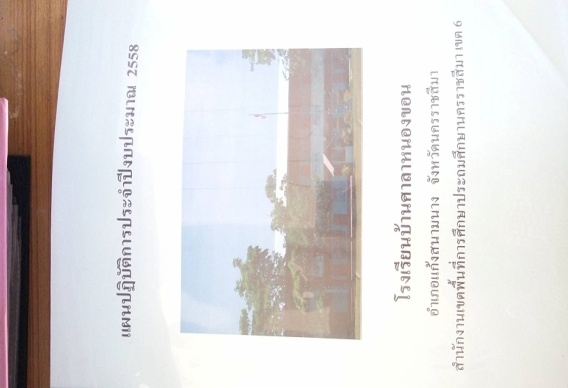 แผนปฏิบัติการประจำปีงบประมาณ 2558
โรงเรียนบ้านตาลาหนองขอน
อำเภอแก้งสนามนาง จังหวัดนครราชสีมา
สำนักงานเขตพื้นที่การศึกษาประถมศึกษานครราชสีมา เขต 6